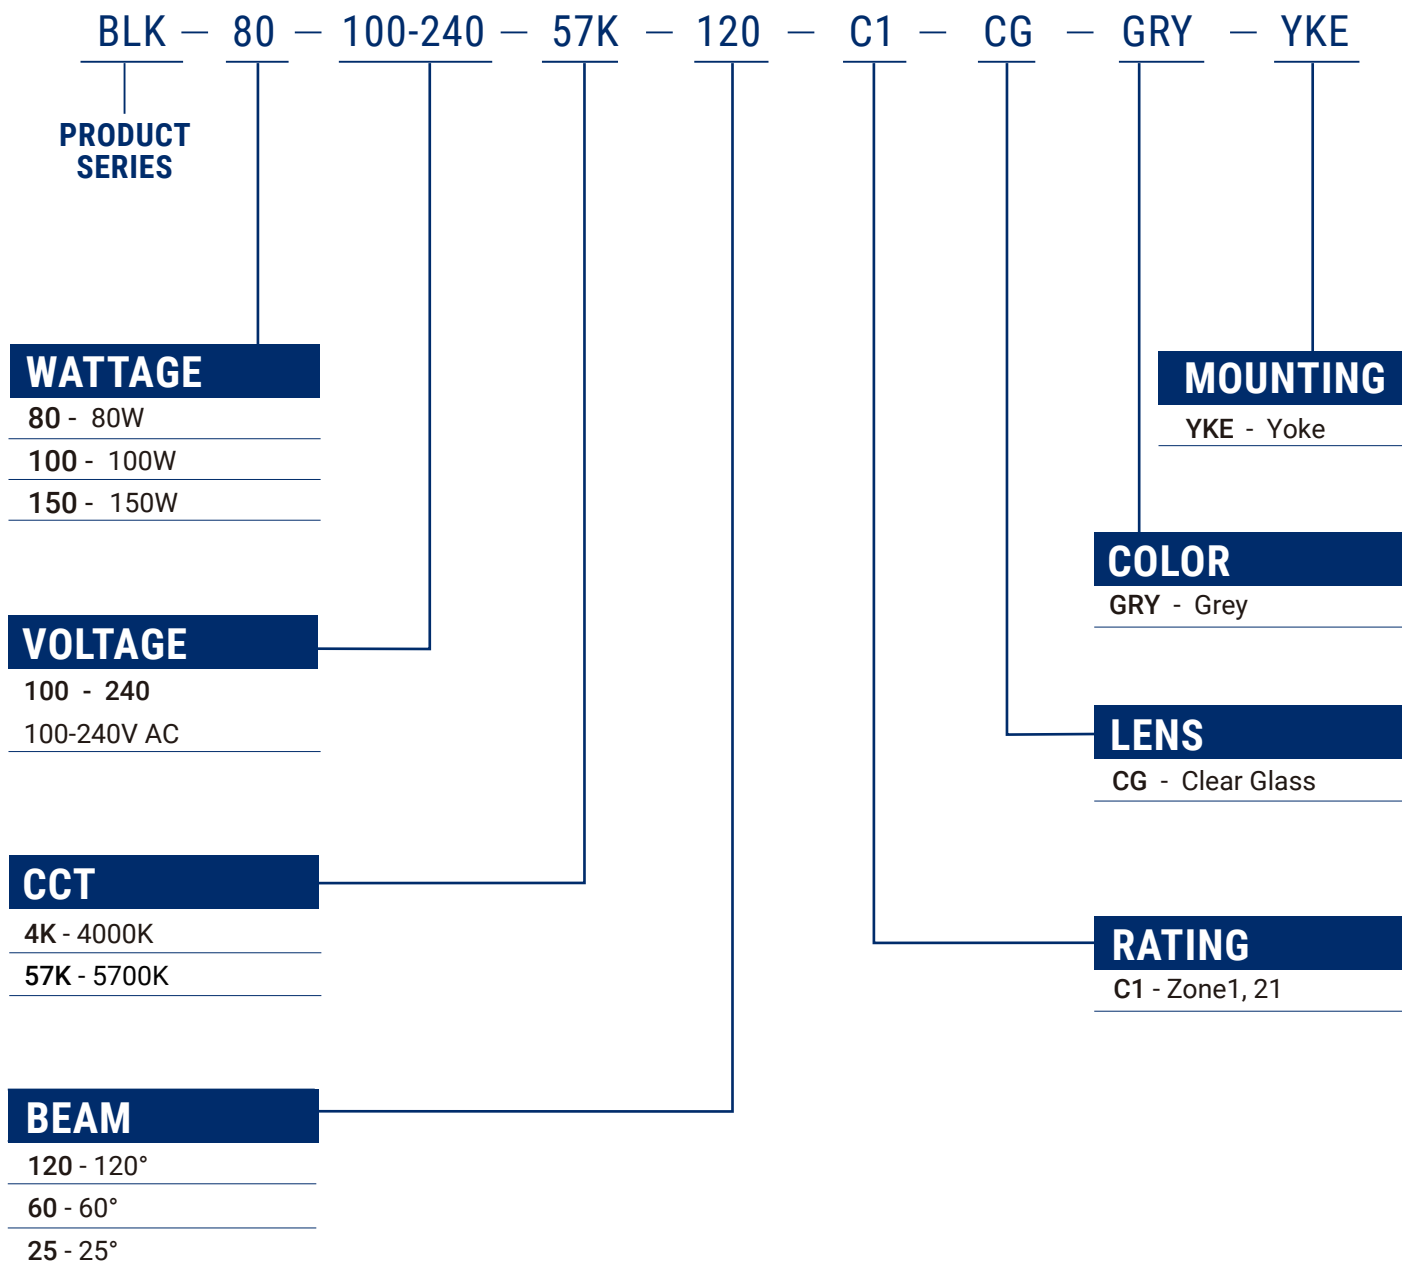 BLK — 80 — 100-240 — 57K — 120 — C1 — CG — GRY — YKE
PRODUCT
SERIES
WATTAGE
80 - 80W
100 - 100W
150 - 150W
VOLTAGE
100 - 240
100-240V AC
CCT
4K - 4000K
57K - 5700K
BEAM
120 - 120°
60 - 60°
25 - 25°
MOUNTING
YKE - Yoke
COLOR
GRY - Grey
LENS
CG - Clear Glass
RATING
C1 - Zone1, 21